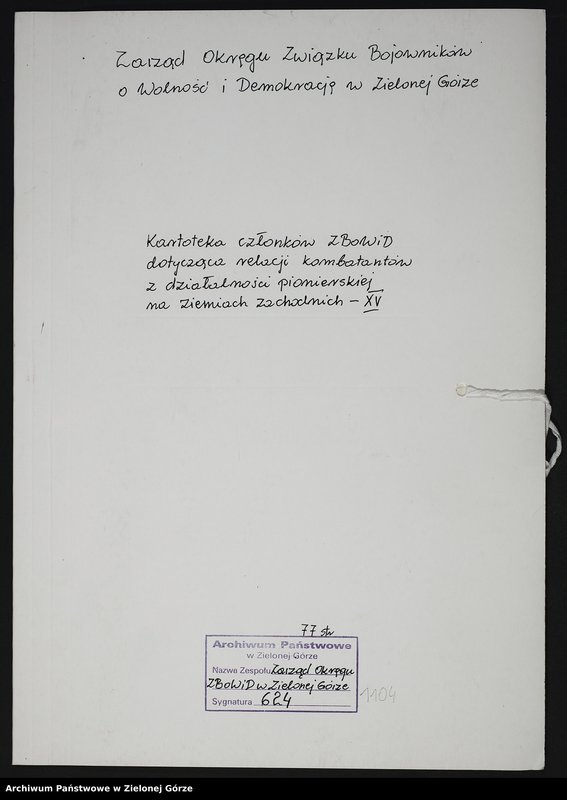 Zarząd Okręgu Związku Bojowników
o Wolność i Demokrację w Zielonej Górze
Kartoteka członków ZBoWiD
dotycząca relacji kombatantów
z działalności pionierskiej
na ziemiach zachodnich – XV
77 str
Archiwum Państwowe
w Zielonej Górze
Nazwa Zespołu Zarząd Okręgu
ZBoWiD w Zielonej Górze
Sygnatura 624
1104
Archiwum Państwowe w Zielonej Górze